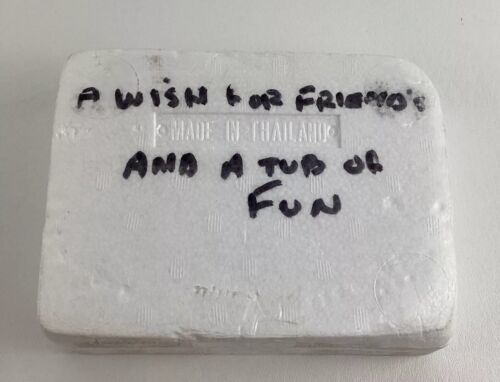 A WISH FOR FRIEND'S
MADE IN THAILAND
AND A TUB OF
FUN